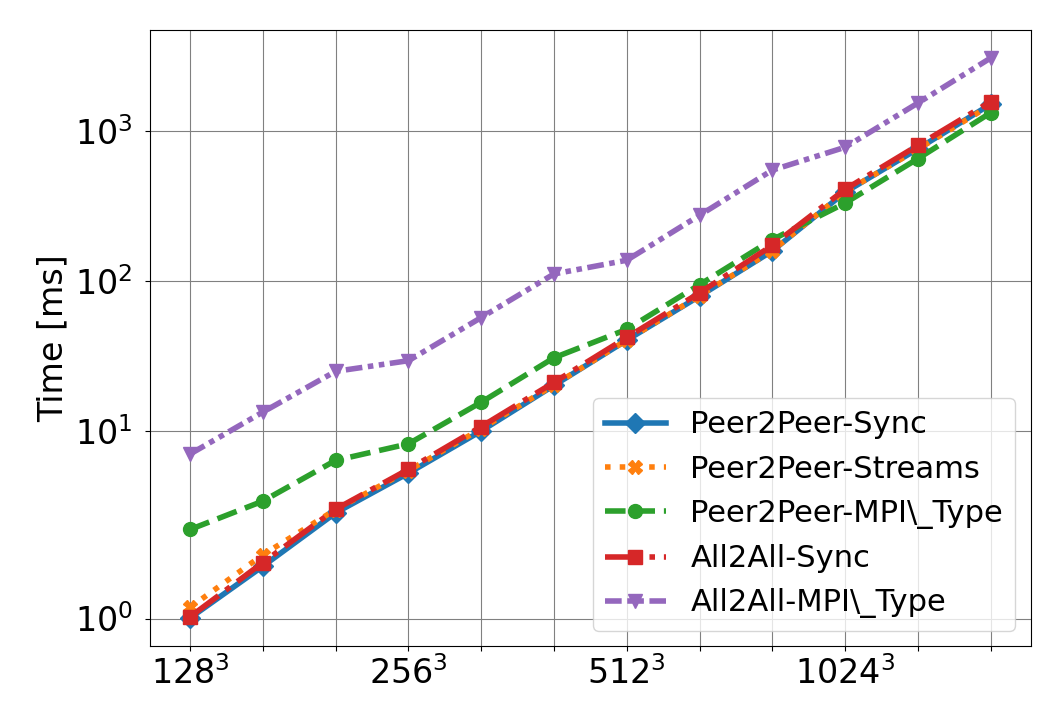 10³
10²
10¹
10⁰
Time [ms]
128³ 256³ 512³ 1024³
Peer2Peer-Sync
Peer2Peer-Streams
Peer2Peer-MPI\_Type
All2All-Sync
All2All-MPI\_Type